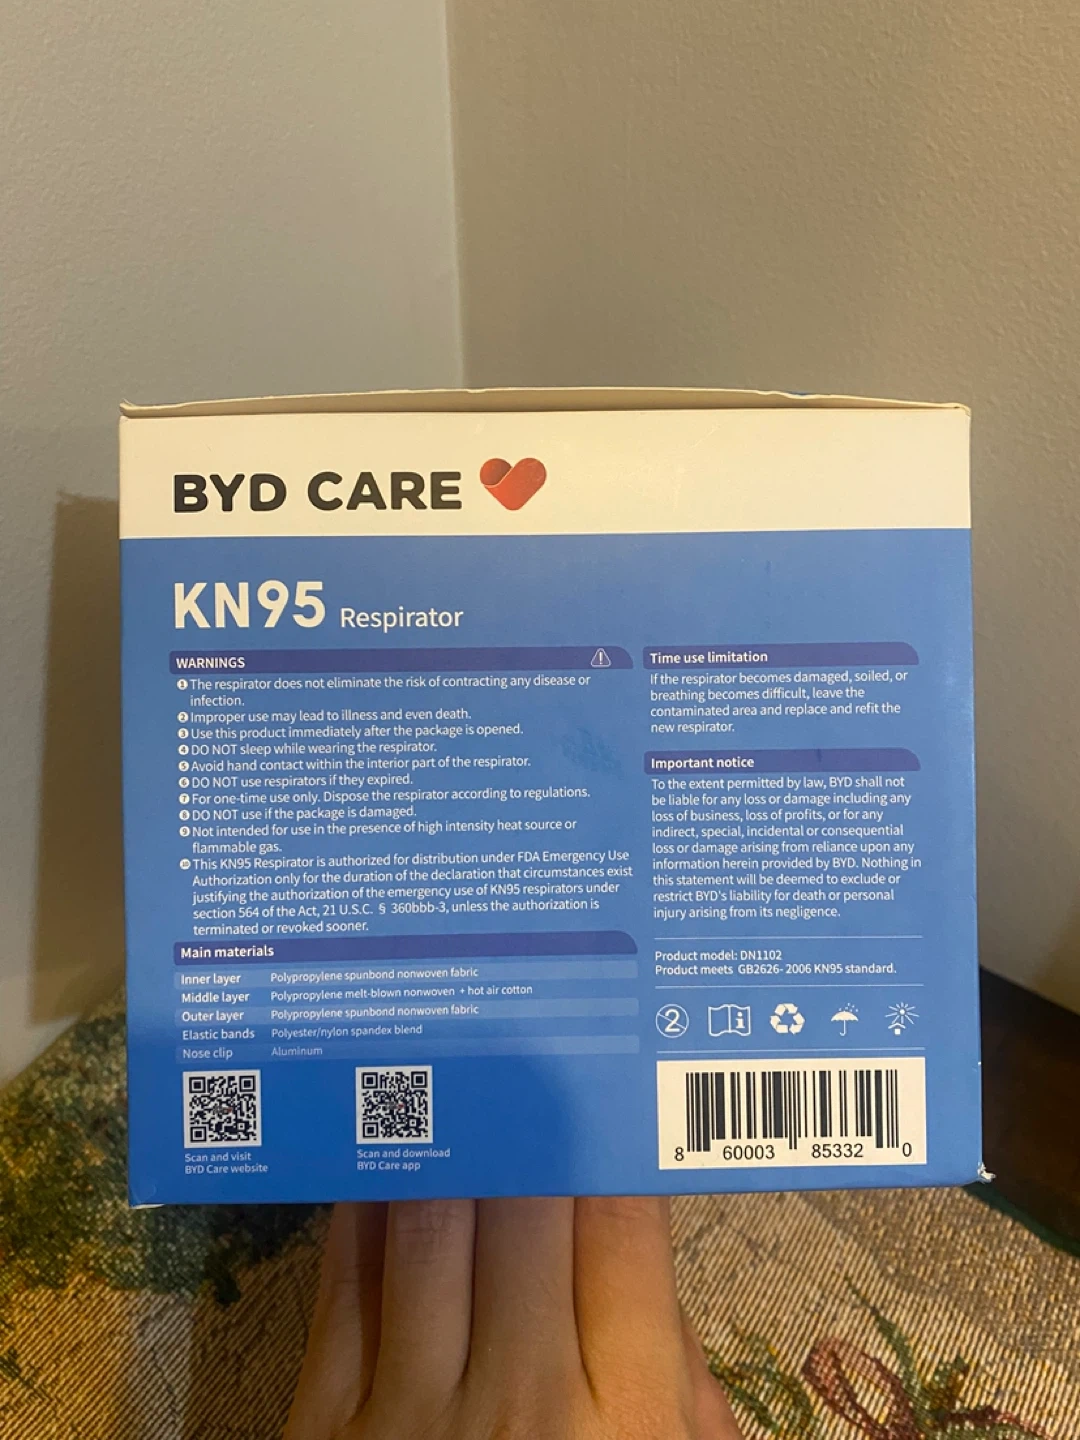 BYD CARE
KN95 Respirator
WARNINGS
❶ The respirator does not eliminate the risk of contracting any disease or
infection.
❷ Improper use may lead to illness and even death.
❸ Use this product immediately after the package is opened.
❹ DO NOT sleep while wearing the respirator.
❺ Avoid hand contact within the interior part of the respirator.
❻ DO NOT use respirators if they expired.
❼ For one-time use only. Dispose the respirator according to regulations.
❽ DO NOT use if the package is damaged.
❾ Not intended for use in the presence of high intensity heat source or
flammable gas.
❿ This KN95 Respirator is authorized for distribution under FDA Emergency Use
Authorization only for the duration of the declaration that circumstances exist
justifying the authorization of the emergency use of KN95 respirators under
section 564 of the Act, 21 U.S.C. § 360bbb-3, unless the authorization is
terminated or revoked sooner.
Main materials
Inner layer Polypropylene spunbond nonwoven fabric
Middle layer Polypropylene melt-blown nonwoven + hot air cotton
Outer layer Polypropylene spunbond nonwoven fabric
Elastic bands Polyester/nylon spandex blend
Nose clip Aluminum
Scan and visit
BYD Care website
Scan and download
BYD Care app
Time use limitation
If the respirator becomes damaged, soiled, or
breathing becomes difficult, leave the
contaminated area and replace and refit the
new respirator.
Important notice
To the extent permitted by law, BYD shall not
be liable for any loss or damage including any
loss of business, loss of profits, or for any
indirect, special, incidental or consequential
loss or damage arising from reliance upon any
information herein provided by BYD. Nothing in
this statement will be deemed to exclude or
restrict BYD's liability for death or personal
injury arising from its negligence.
Product model: DN1102
Product meets GB2626- 2006 KN95 standard.
2
8 60003 85332 0